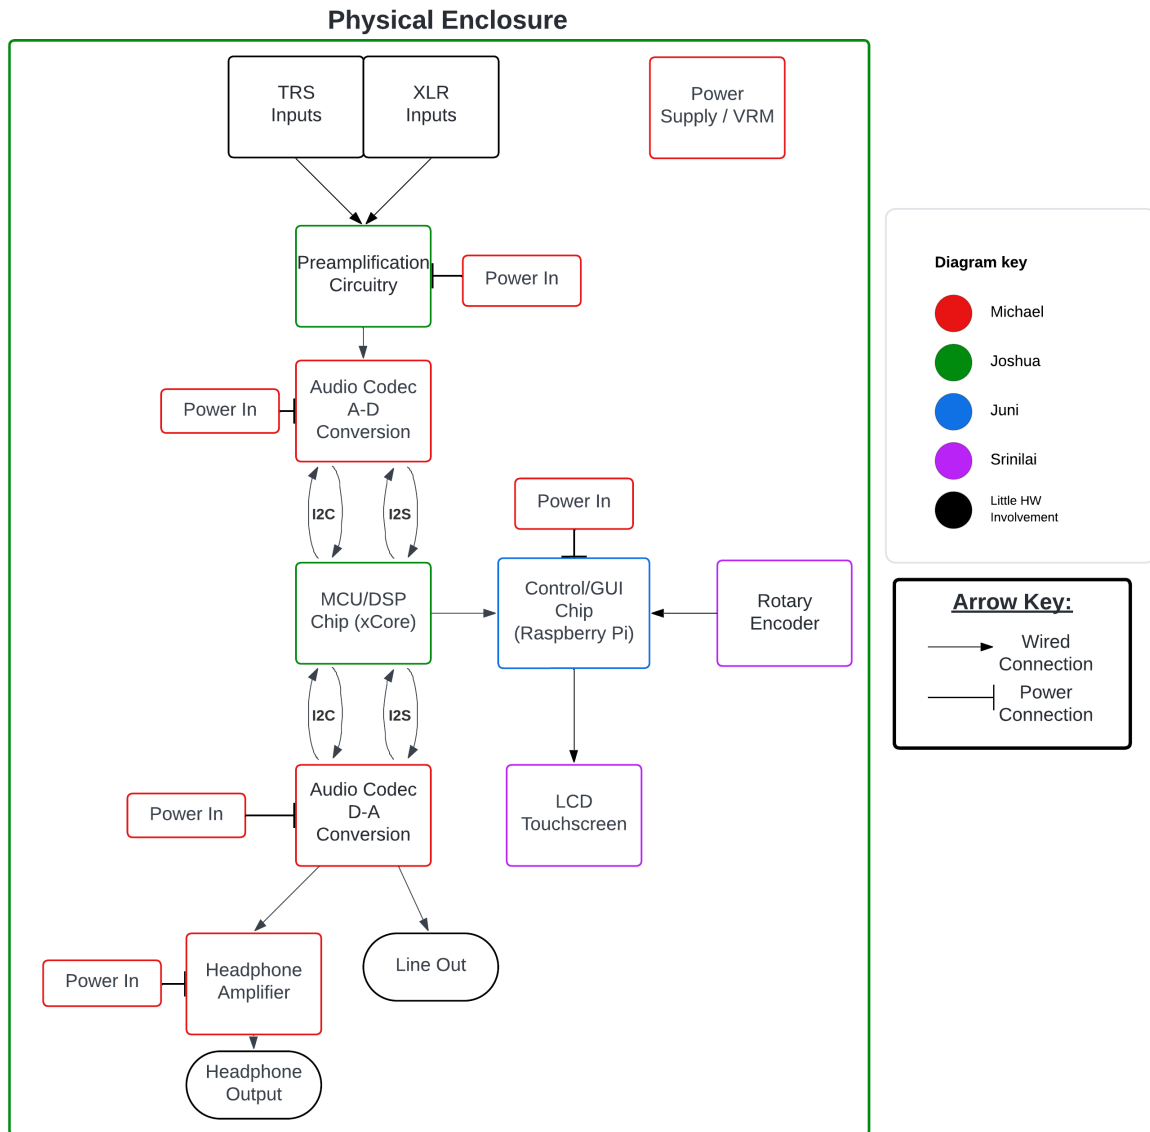 Physical Enclosure
TRS
Inputs
XLR
Inputs
Power
Supply / VRM
Preamplification
Circuitry
Power In
Audio Codec
A-D
Conversion
Power In
I2C
I2S
Power In
MCU/DSP
Chip (xCore)
Control/GUI
Chip
(Raspberry Pi)
Rotary
Encoder
I2C
I2S
Audio Codec
D-A
Conversion
Power In
LCD
Touchscreen
Headphone
Amplifier
Power In
Line Out
Headphone
Output
Diagram key
Michael
Joshua
Juni
Srinilai
Little HW
Involvement
Arrow Key:
Wired
Connection
Power
Connection